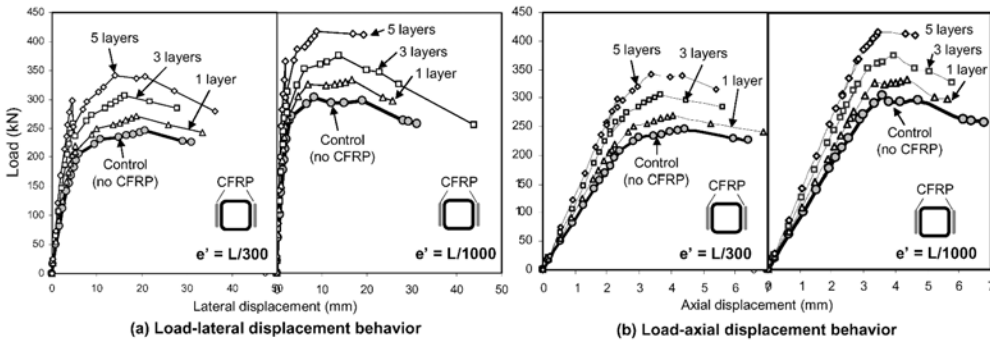 450
400
350
300
250
200
150
100
50
0
Load (kN)
5 layers
3 layers
1 layer
Control
(no CFRP)
CFRP
e' = L/300
0 10 20 30 40
5 layers
3 layers
1 layer
Control
(no CFRP)
CFRP
e' = L/1000
0 10 20 30 40 50
Lateral displacement (mm)
(a) Load-lateral displacement behavior
450
400
350
300
250
200
150
100
50
0
5 layers
3 layers
1 layer
Control
(no CFRP)
CFRP
e' = L/300
0 1 2 3 4 5 6
5 layers
3 layers
1 layer
Control
(no CFRP)
CFRP
e' = L/1000
1 2 3 4 5 6 7
Axial displacement (mm)
(b) Load-axial displacement behavior